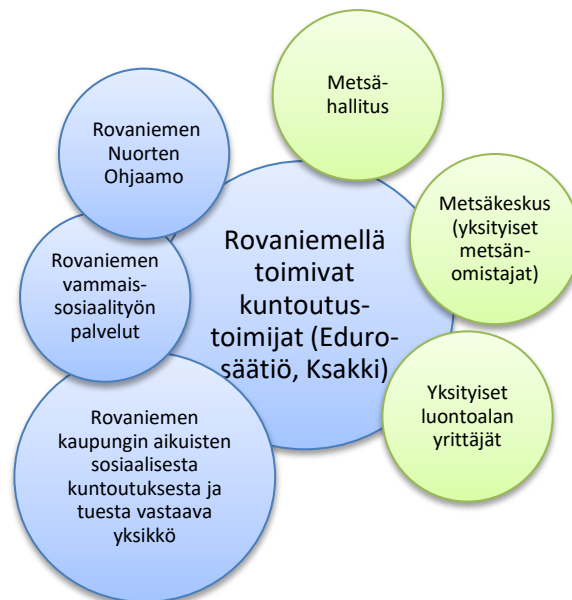 Metsä-
hallitus
Rovaniemen
Nuorten
Ohjaamo
Metsäkeskus
(yksityiset
metsän-
omistajat)
Rovaniemellä
toimivat
kuntoutus-
toimijat (Eduro-
säätiö, Ksakki)
Rovaniemen
vammais-
sosiaalityön
palvelut
Yksityiset
luontoalan
yrittäjät
Rovaniemen
kaupungin aikuisten
sosiaalisesta
kuntoutuksesta ja
tuesta vastaava
yksikkö